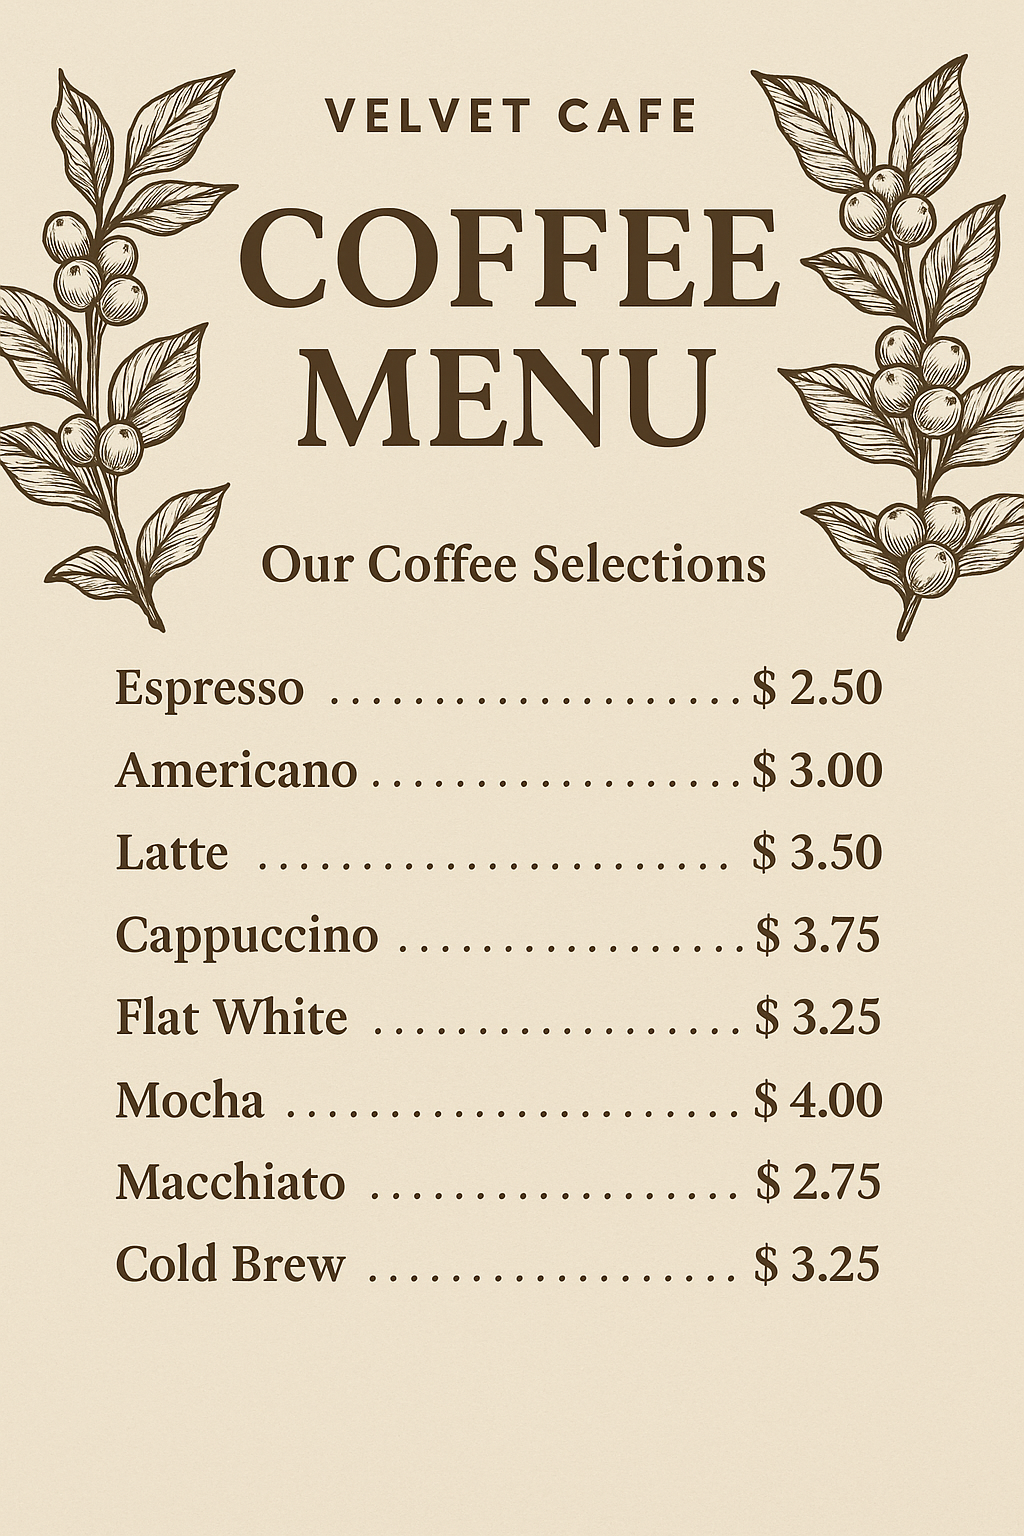 VELVET CAFE
COFFEE
MENU
Our Coffee Selections
Espresso ....................$ 2.50
Americano ..................$ 3.00
Latte ....................... $ 3.50
Cappuccino .................$ 3.75
Flat White ..................$ 3.25
Mocha ...................... $ 4.00
Macchiato .................. $ 2.75
Cold Brew .................. $ 3.25